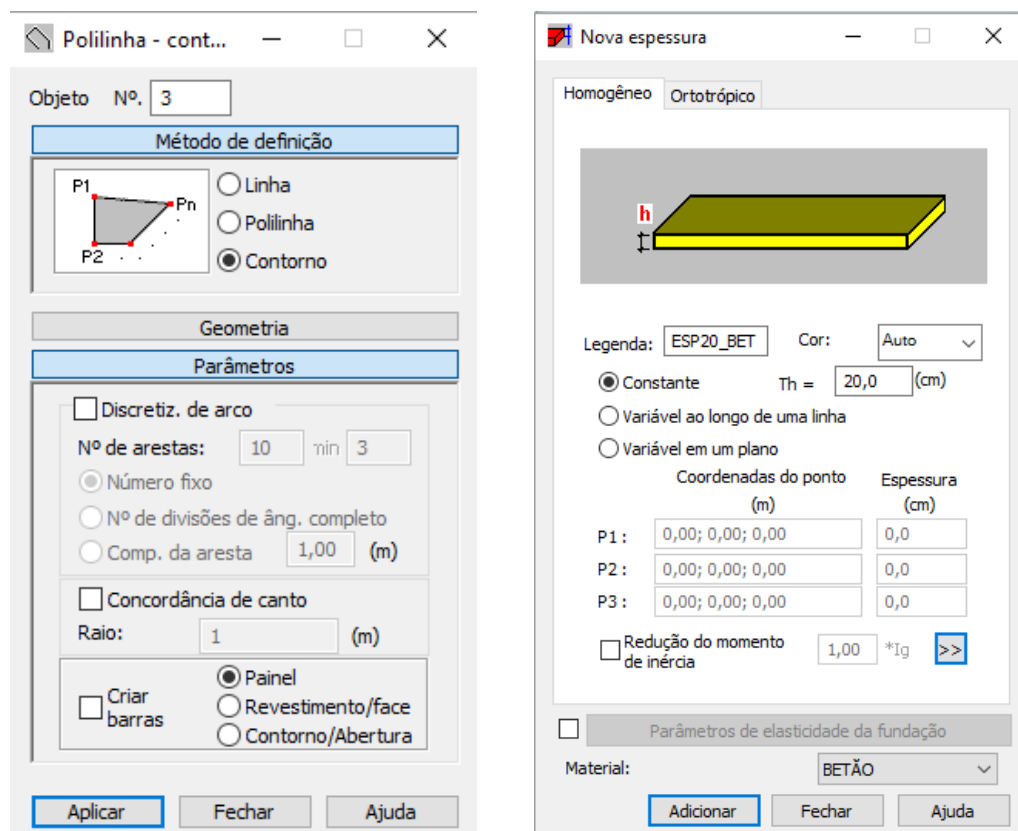 Polilinha - cont...
Objeto Nº. 3
Método de definição
P1
Pn
P2
Linha
Polilinha
Contorno
Geometria
Parâmetros
Discretiz. de arco
Nº de arestas: 10 min 3
Número fixo
Nº de divisões de âng. completo
Comp. da aresta 1,00 (m)
Concordância de canto
Raio: 1 (m)
Criar
barras
Painel
Revestimento/face
Contorno/Abertura
Aplicar Fechar Ajuda
Nova espessura
Homogêneo Ortotrópico
h
Legenda: ESP20_BET Cor: Auto
Constante Th = 20,0 (cm)
Variável ao longo de uma linha
Variável em um plano
Coordenadas do ponto Espessura
(m) (cm)
P1: 0,00; 0,00; 0,00 0,0
P2: 0,00; 0,00; 0,00 0,0
P3: 0,00; 0,00; 0,00 0,0
Redução do momento
de inércia 1,00 *Ig >>
Parâmetros de elasticidade da fundação
Material: BETÃO
Adicionar Fechar Ajuda